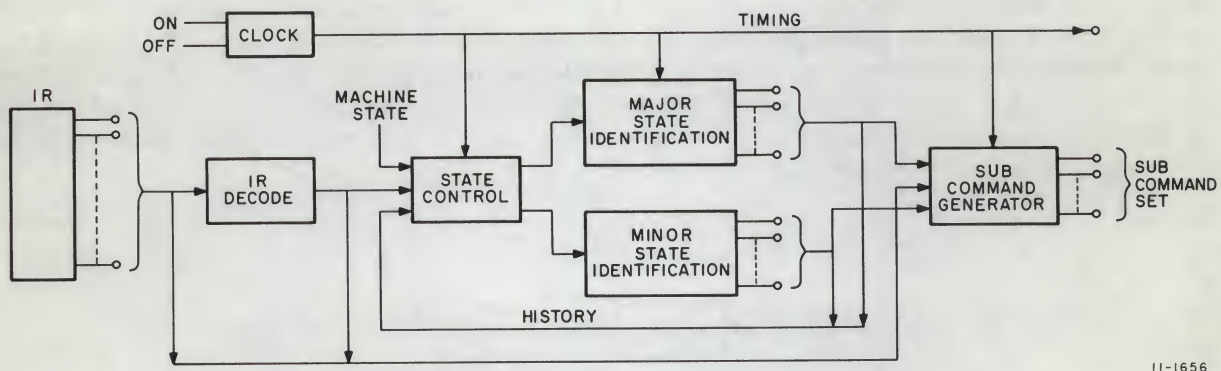 ON
OFF
CLOCK
TIMING
IR
MACHINE
STATE
IR
DECODE
STATE
CONTROL
MAJOR
STATE
IDENTIFICATION
MINOR
STATE
IDENTIFICATION
SUB
COMMAND
GENERATOR
SUB
COMMAND
SET
HISTORY
11-1656